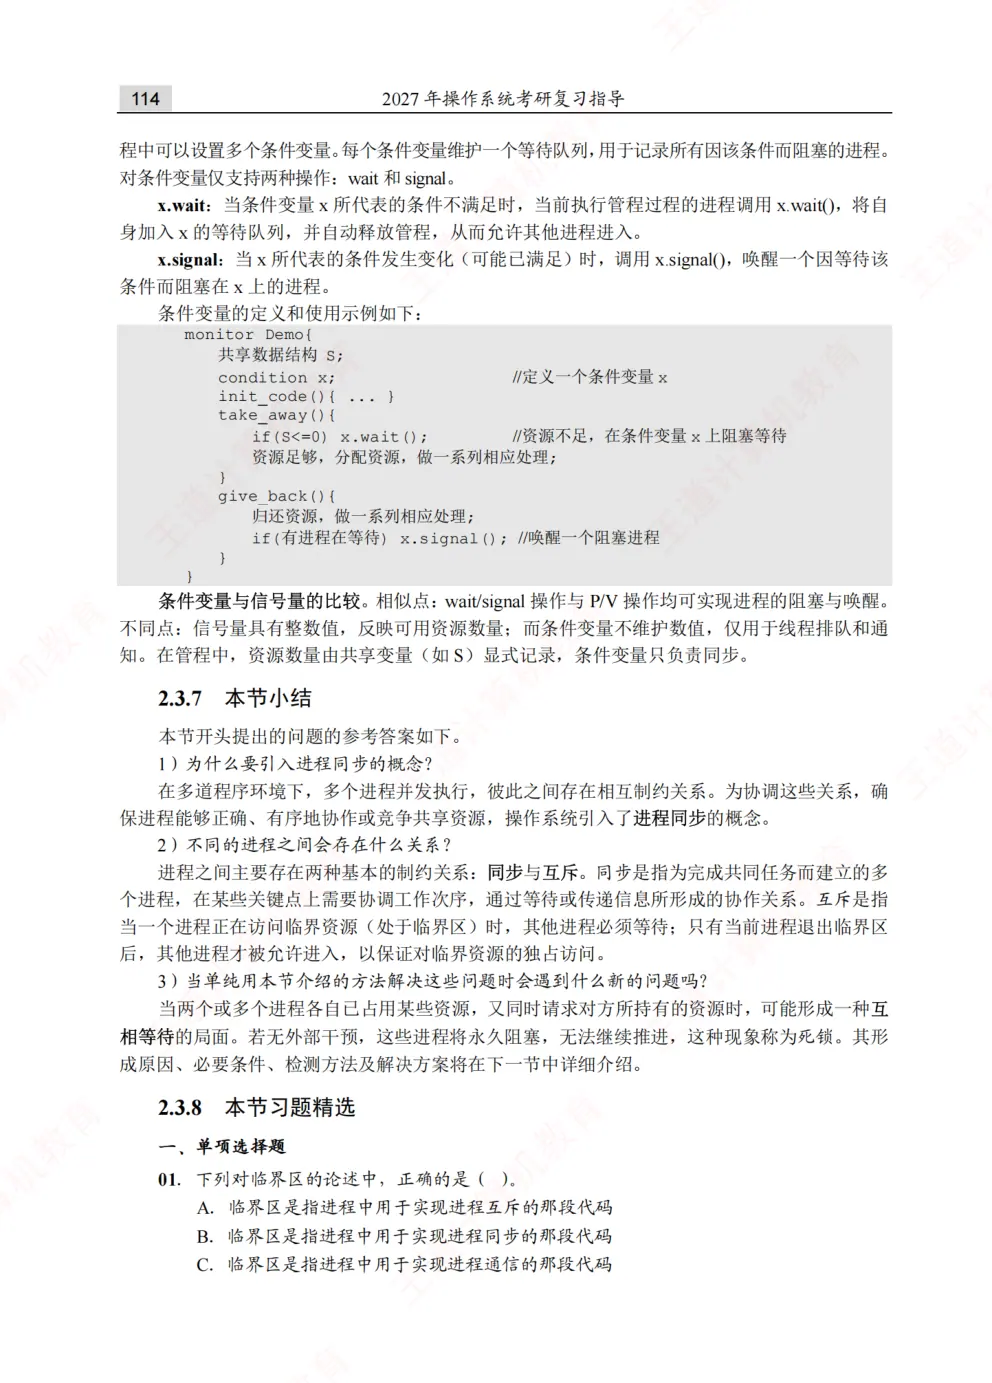 114
2027 年操作系统考研复习指导
程中可以设置多个条件变量。每个条件变量维护一个等待队列，用于记录所有因该条件而阻塞的进程。
对条件变量仅支持两种操作：wait 和 signal。
x.wait：当条件变量 x 所代表的条件不满足时，当前执行管程过程的进程调用 x.wait()，将自
身加入 x 的等待队列，并自动释放管程，从而允许其他进程进入。
x.signal：当 x 所代表的条件发生变化（可能已满足）时，调用 x.signal()，唤醒一个因等待该
条件而阻塞在 x 上的进程。
条件变量的定义和使用示例如下：
monitor Demo{
共享数据结构 S;
condition x; //定义一个条件变量 x
init_code(){ ... }
take_away(){
if(S<=0) x.wait(); //资源不足，在条件变量 x 上阻塞等待
资源足够，分配资源，做一系列相应处理;
}
give_back(){
归还资源，做一系列相应处理;
if(有进程在等待) x.signal(); //唤醒一个阻塞进程
}
}
条件变量与信号量的比较。相似点：wait/signal 操作与 P/V 操作均可实现进程的阻塞与唤醒。
不同点：信号量具有整数值，反映可用资源数量；而条件变量不维护数值，仅用于线程排队和通
知。在管程中，资源数量由共享变量（如 S）显式记录，条件变量只负责同步。
2.3.7 本节小结
本节开头提出的问题的参考答案如下。
1）为什么要引入进程同步的概念？
在多道程序环境下，多个进程并发执行，彼此之间存在相互制约关系。为协调这些关系，确
保进程能够正确、有序地协作或竞争共享资源，操作系统引入了进程同步的概念。
2）不同的进程之间会存在什么关系？
进程之间主要存在两种基本的制约关系：同步与互斥。同步是指为完成共同任务而建立的多
个进程，在某些关键点上需要协调工作次序，通过等待或传递信息所形成的协作关系。互斥是指
当一个进程正在访问临界资源（处于临界区）时，其他进程必须等待；只有当前进程退出临界区
后，其他进程才被允许进入，以保证对临界资源的独占访问。
3）当单纯用本节介绍的方法解决这些问题时会遇到什么新的问题吗？
当两个或多个进程各自已占用某些资源，又同时请求对方所持有的资源时，可能形成一种互
相等待的局面。若无外部干预，这些进程将永久阻塞，无法继续推进，这种现象称为死锁。其形
成原因、必要条件、检测方法及解决方案将在下一节中详细介绍。
2.3.8 本节习题精选
一、单项选择题
01. 下列对临界区的论述中，正确的是（ ）。
A. 临界区是指进程中用于实现进程互斥的那段代码
B. 临界区是指进程中用于实现进程同步的那段代码
C. 临界区是指进程中用于实现进程通信的那段代码